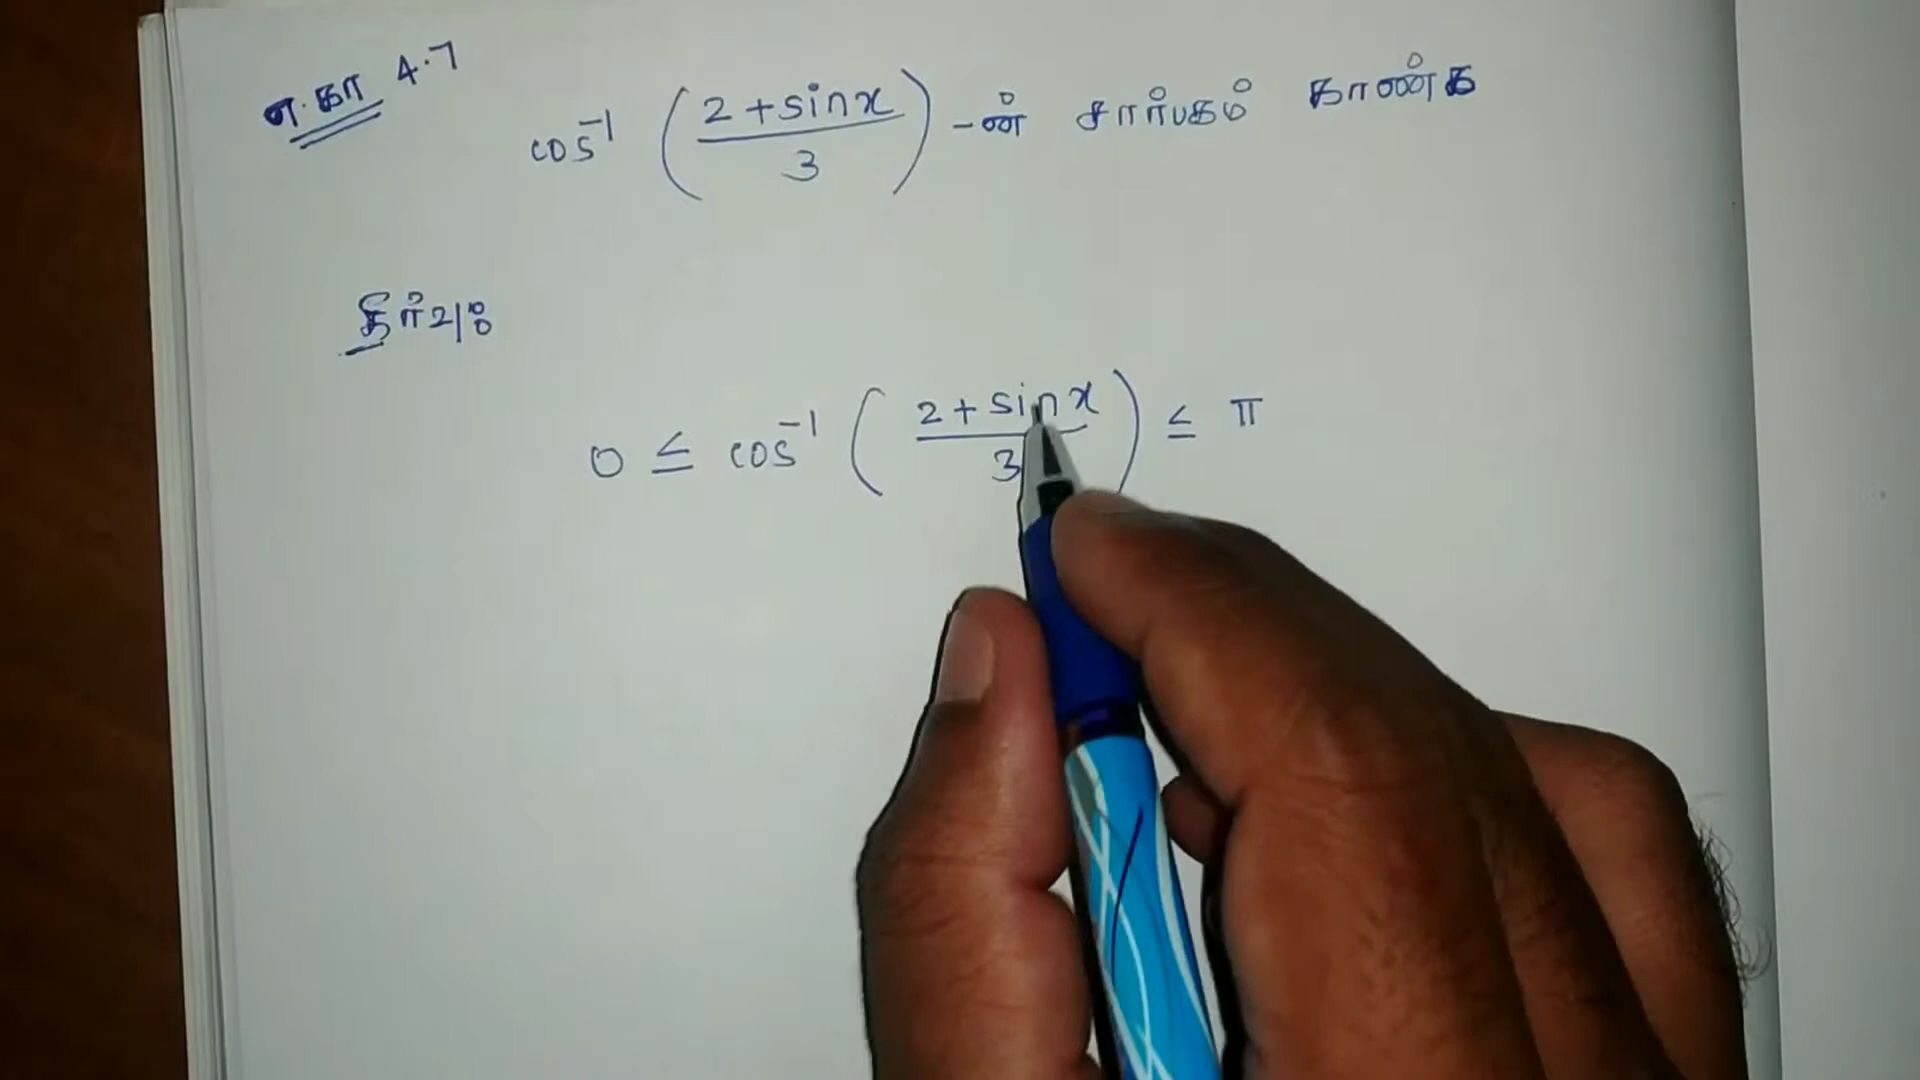 எ.கா 4.7
cos⁻¹ ((2 + sin x)/3) -ன் சார்பகம் காண்க
தீர்வு:
0 ≤ cos⁻¹ ((2 + sin x)/3) ≤ π